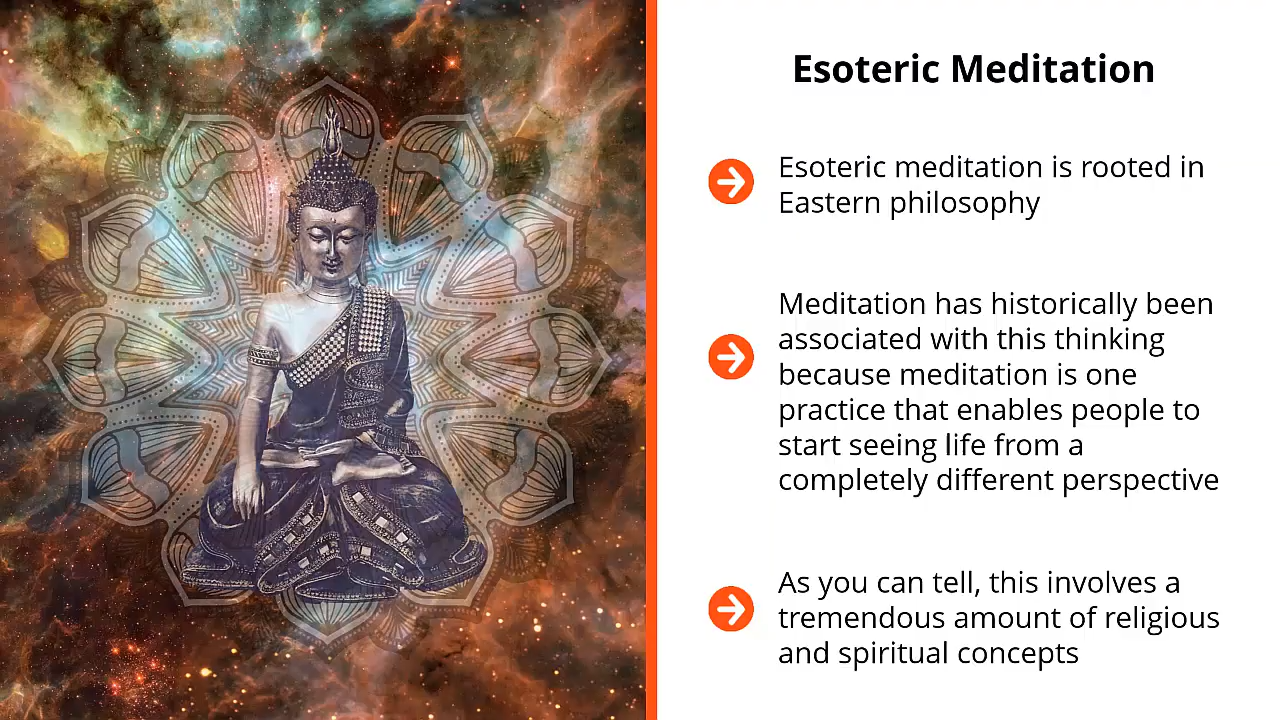 Esoteric Meditation
Esoteric meditation is rooted in
Eastern philosophy
Meditation has historically been
associated with this thinking
because meditation is one
practice that enables people to
start seeing life from a
completely different perspective
As you can tell, this involves a
tremendous amount of religious
and spiritual concepts